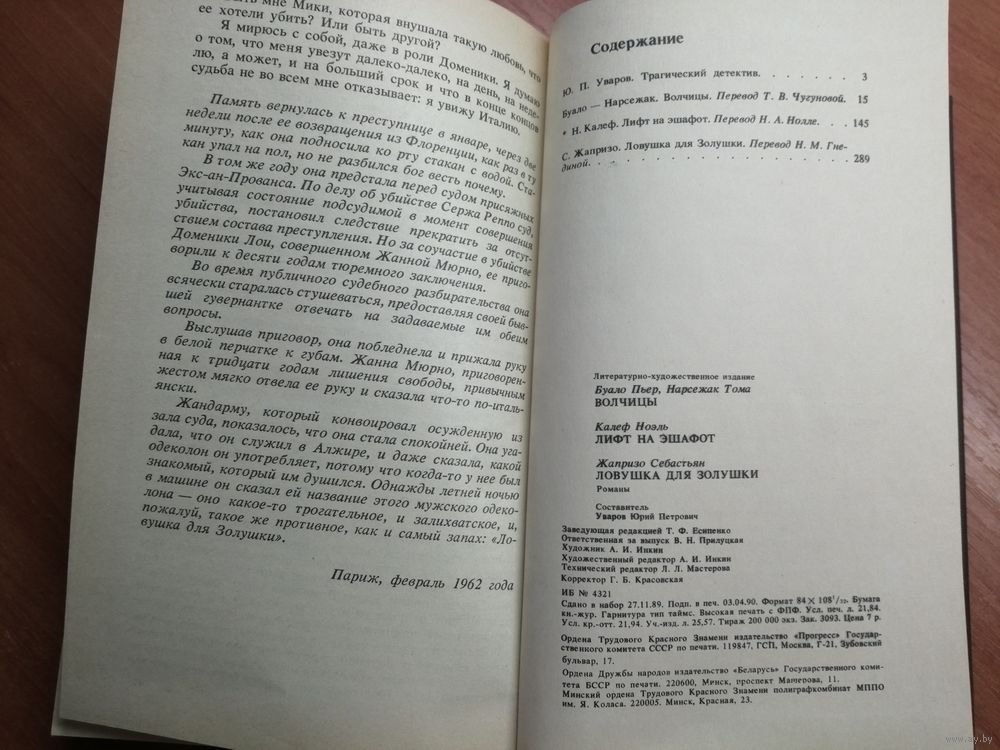 мне Мики, которая внушала такую любовь, что
ее хотели убить? Или быть другой?
Я мирюсь с собой, даже в роли Доменики. Я думаю
о том, что меня увезут далеко-далеко, на день, на неде-
лю, а может, и на больший срок и что в конце концов
судьба не во всем мне отказывает: я увижу Италию.
Память вернулась к преступнице в январе, через две
недели после ее возвращения из Флоренции, как раз в ту
минуту, как она подносила ко рту стакан с водой. Ста-
кан упал на пол, но не разбился бог весть почему.
В том же году она предстала перед судом присяжных
Экс-ан-Прованса. По делу об убийстве Сержа Реппо суд,
учитывая состояние подсудимой в момент совершения
убийства, постановил следствие прекратить за отсут-
ствием состава преступления. Но за соучастие в убийстве
Доменики Лои, совершенном Жанной Мюрно, ее приго-
ворили к десяти годам тюремного заключения.
Во время публичного судебного разбирательства она
всячески старалась стушеваться, предоставляя своей быв-
шей гувернантке отвечать на задаваемые им обеим
вопросы.
Выслушав приговор, она побледнела и прижала руку
в белой перчатке к губам. Жанна Мюрно, приговорен-
ная к тридцати годам лишения свободы, привычным
жестом мягко отвела ее руку и сказала что-то по-италь-
янски.
Жандарму, который конвоировал осужденную из
зала суда, показалось, что она стала спокойней. Она уга-
дала, что он служил в Алжире, и даже сказала, какой
одеколон он употребляет, потому что когда-то у нее был
знакомый, который им душился. Однажды летней ночью
в машине он сказал ей название этого мужского одеко-
лона — оно какое-то трогательное, и залихватское, и,
пожалуй, такое же противное, как и самый запах: «Ло-
вушка для Золушки».
Париж, февраль 1962 года
Содержание
Ю. П. Уваров. Трагический детектив. . . . . . . 3
Буало — Нарсежак. Волчицы. Перевод Т. В. Чугуновой. 15
* Н. Калеф. Лифт на эшафот. Перевод Н. А. Нолле. . . 145
С. Жапризо. Ловушка для Золушки. Перевод Н. М. Гне-
диной. . . . . . . . . . . . . . . . . . 289
Литературно-художественное издание
Буало Пьер, Нарсежак Тома
ВОЛЧИЦЫ
Калеф Ноэль
ЛИФТ НА ЭШАФОТ
Жапризо Себастьян
ЛОВУШКА ДЛЯ ЗОЛУШКИ
Романы
Составитель
Уваров Юрий Петрович
Заведующая редакцией Т. Ф. Есипенко
Ответственная за выпуск В. Н. Прилуцкая
Художник А. И. Инкин
Художественный редактор А. И. Инкин
Технический редактор Л. Л. Мастерова
Корректор Г. Б. Красовская
ИБ № 4321
Сдано в набор 27.11.89. Подп. в печ. 03.04.90. Формат 84 × 108¹/₃₂. Бумага
кн.-жур. Гарнитура тип таймс. Высокая печать с ФПФ. Усл. печ. л. 21,84.
Усл. кр.-отт. 21,94. Уч.-изд. л. 25,57. Тираж 200 000 экз. Зак. 3093. Цена 7 р.
Ордена Трудового Красного Знамени издательство «Прогресс» Государ-
ственного комитета СССР по печати. 119847, ГСП, Москва, Г-21, Зубовский
бульвар, 17.
Ордена Дружбы народов издательство «Беларусь» Государственного коми-
тета БССР по печати. 220600, Минск, проспект Машерова, 11.
Минский ордена Трудового Красного Знамени полиграфкомбинат МППО
им. Я. Коласа. 220005. Минск, Красная, 23.
www.ay.by